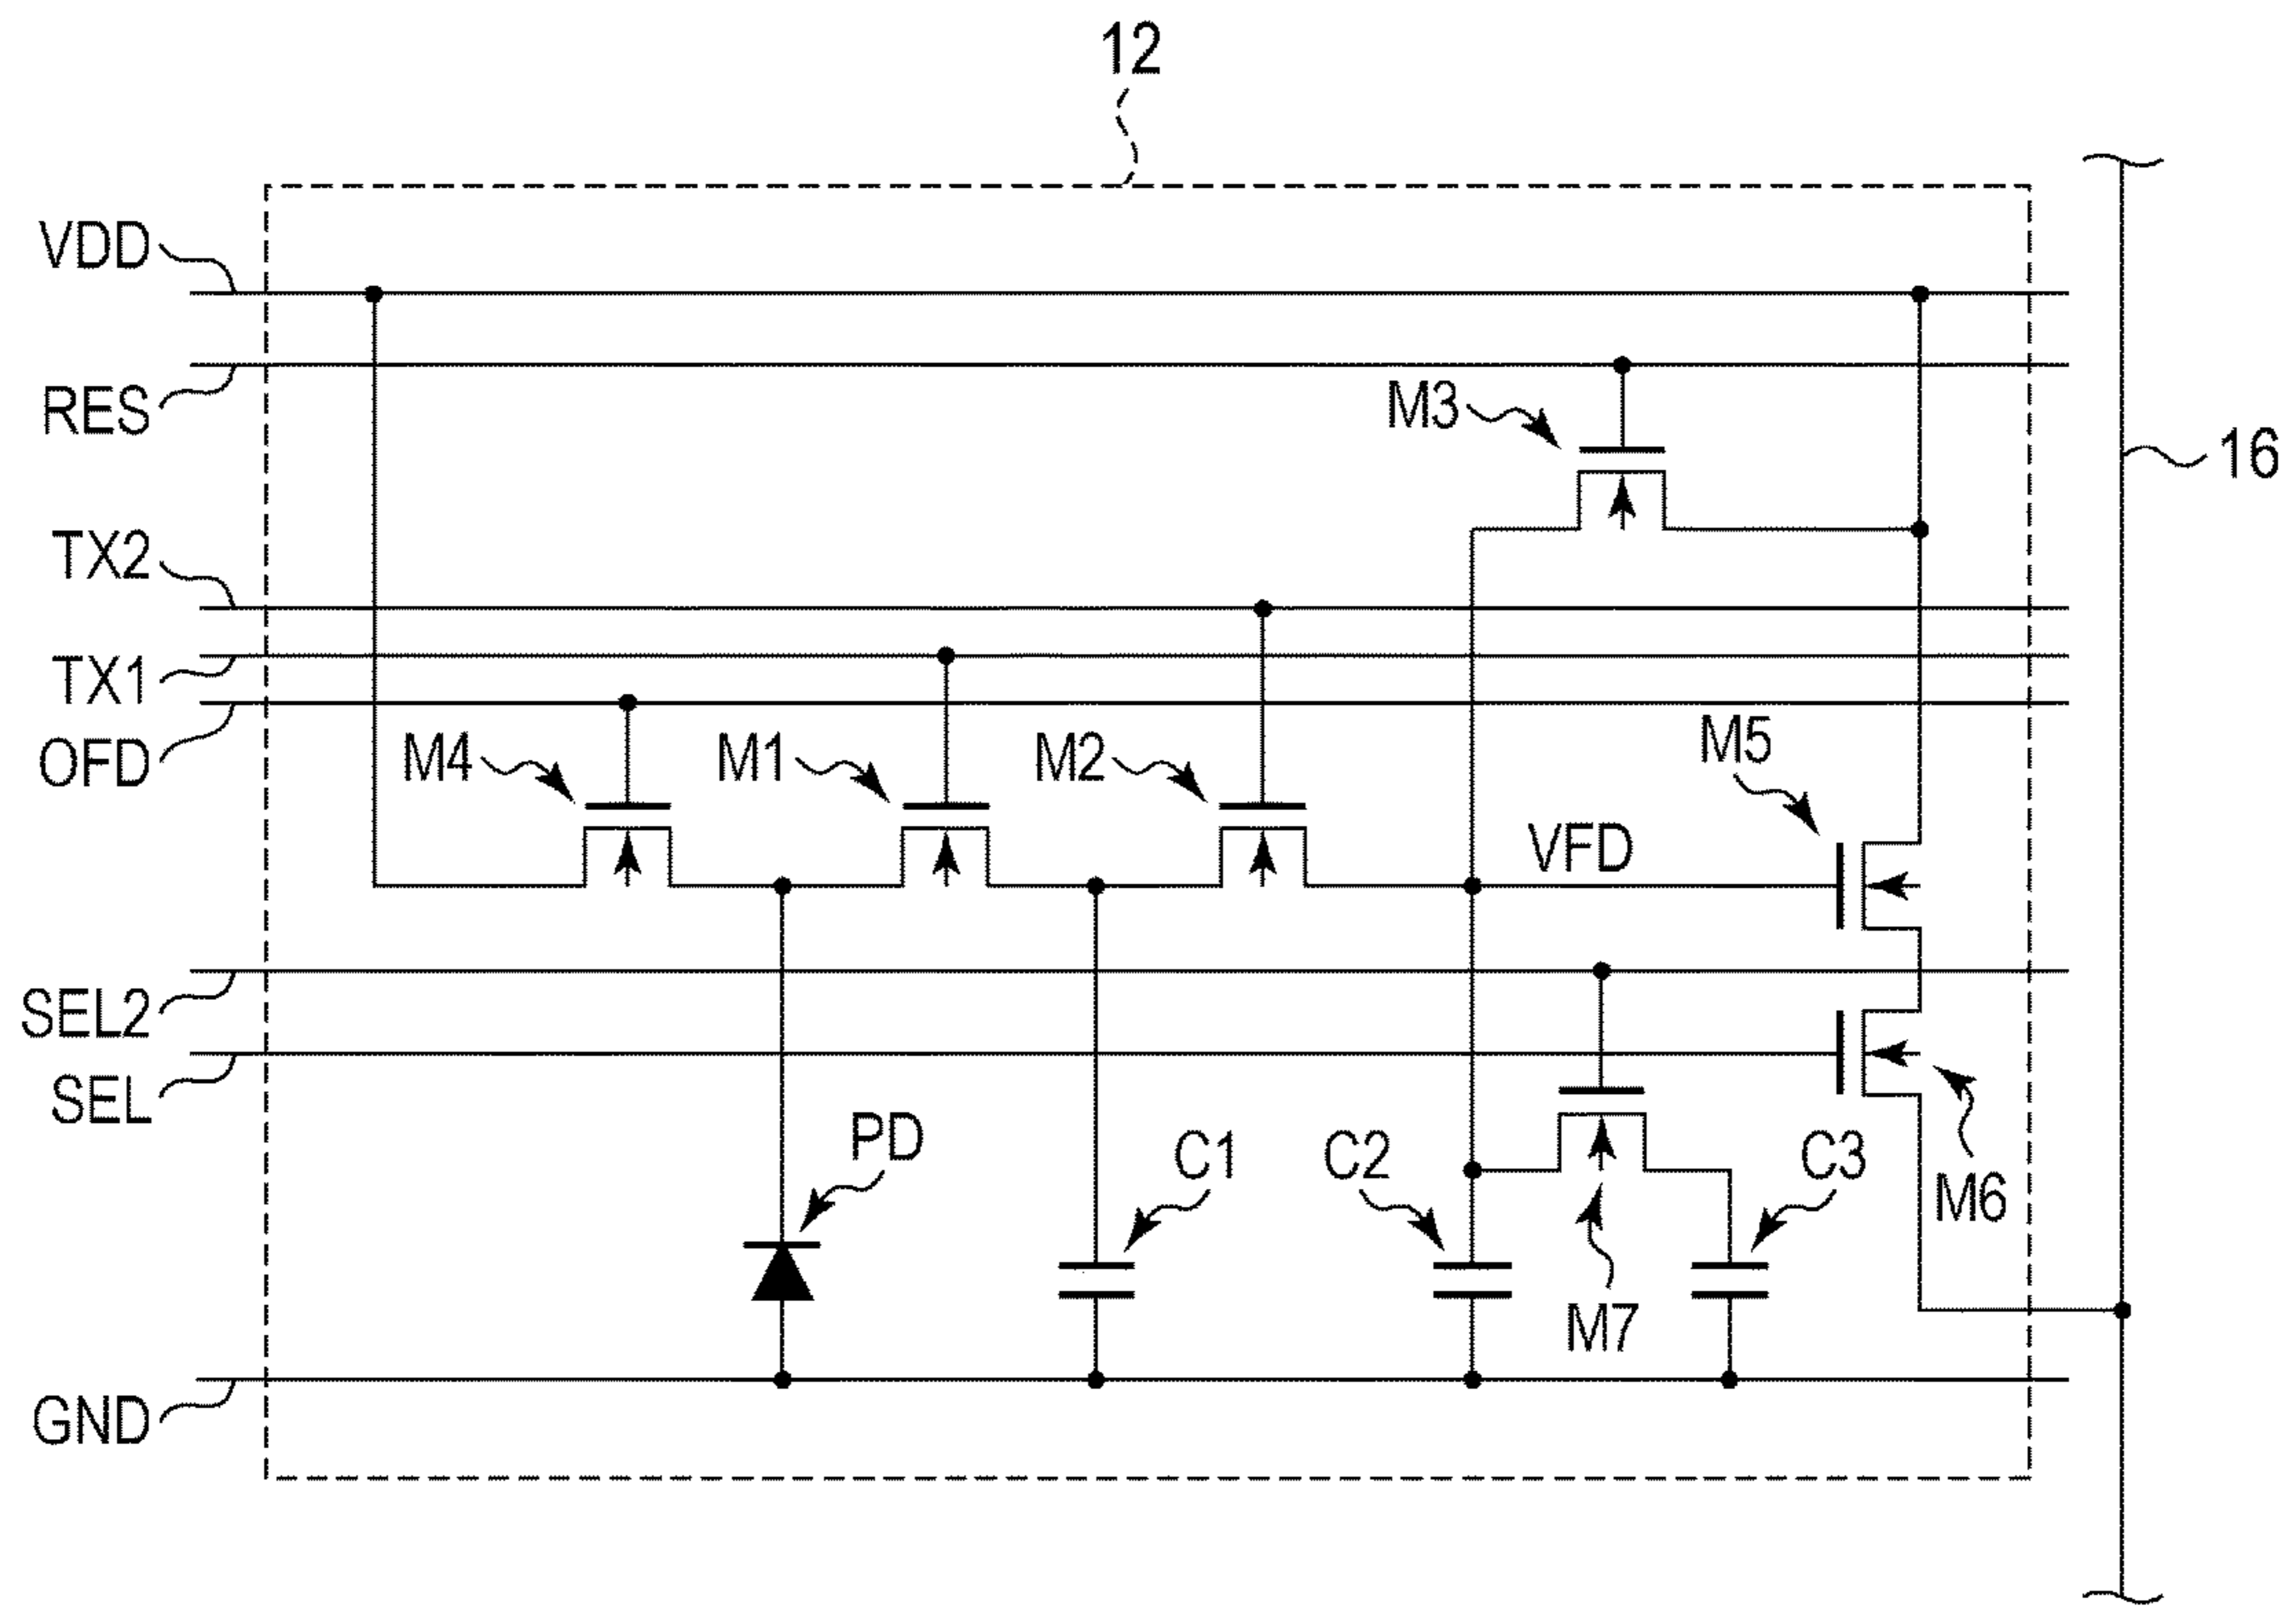 12
VDD
RES
M3
16
TX2
TX1
OFD
M4
M1
M2
M5
VFD
SEL2
SEL
PD
C1
C2
C3
M6
M7
GND